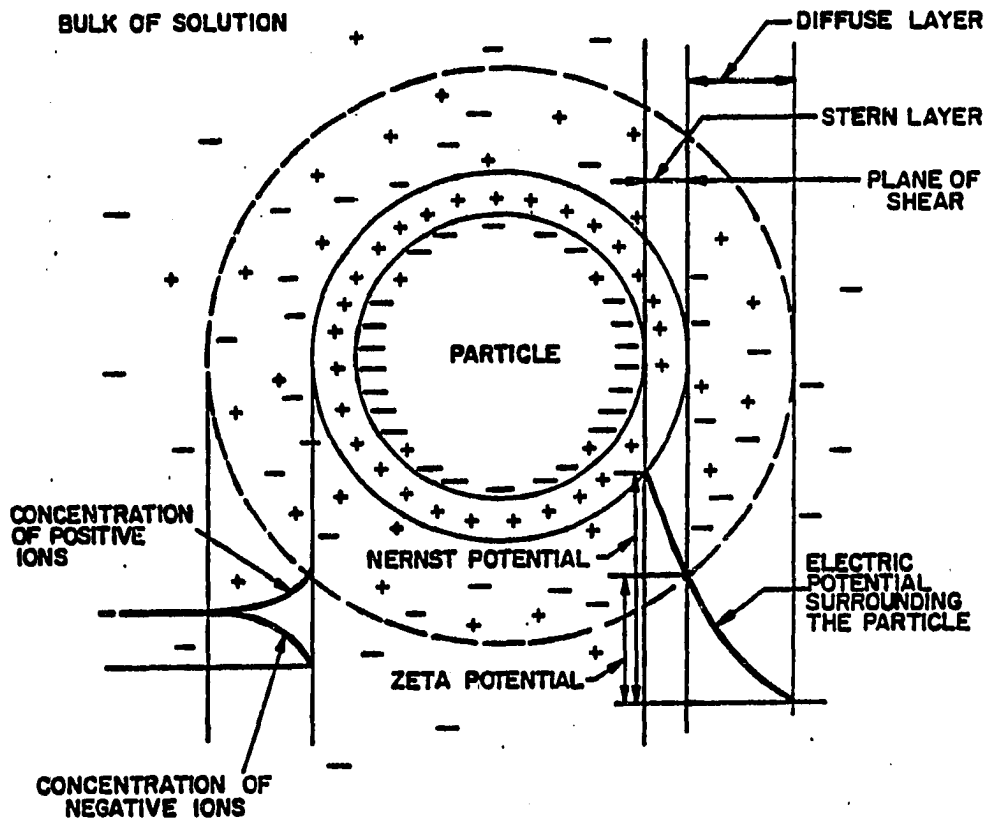 BULK OF SOLUTION
DIFFUSE LAYER
STERN LAYER
PLANE OF
SHEAR
PARTICLE
CONCENTRATION
OF POSITIVE
IONS
NERNST POTENTIAL
ELECTRIC
POTENTIAL
SURROUNDING
THE PARTICLE
ZETA POTENTIAL
CONCENTRATION OF
NEGATIVE IONS